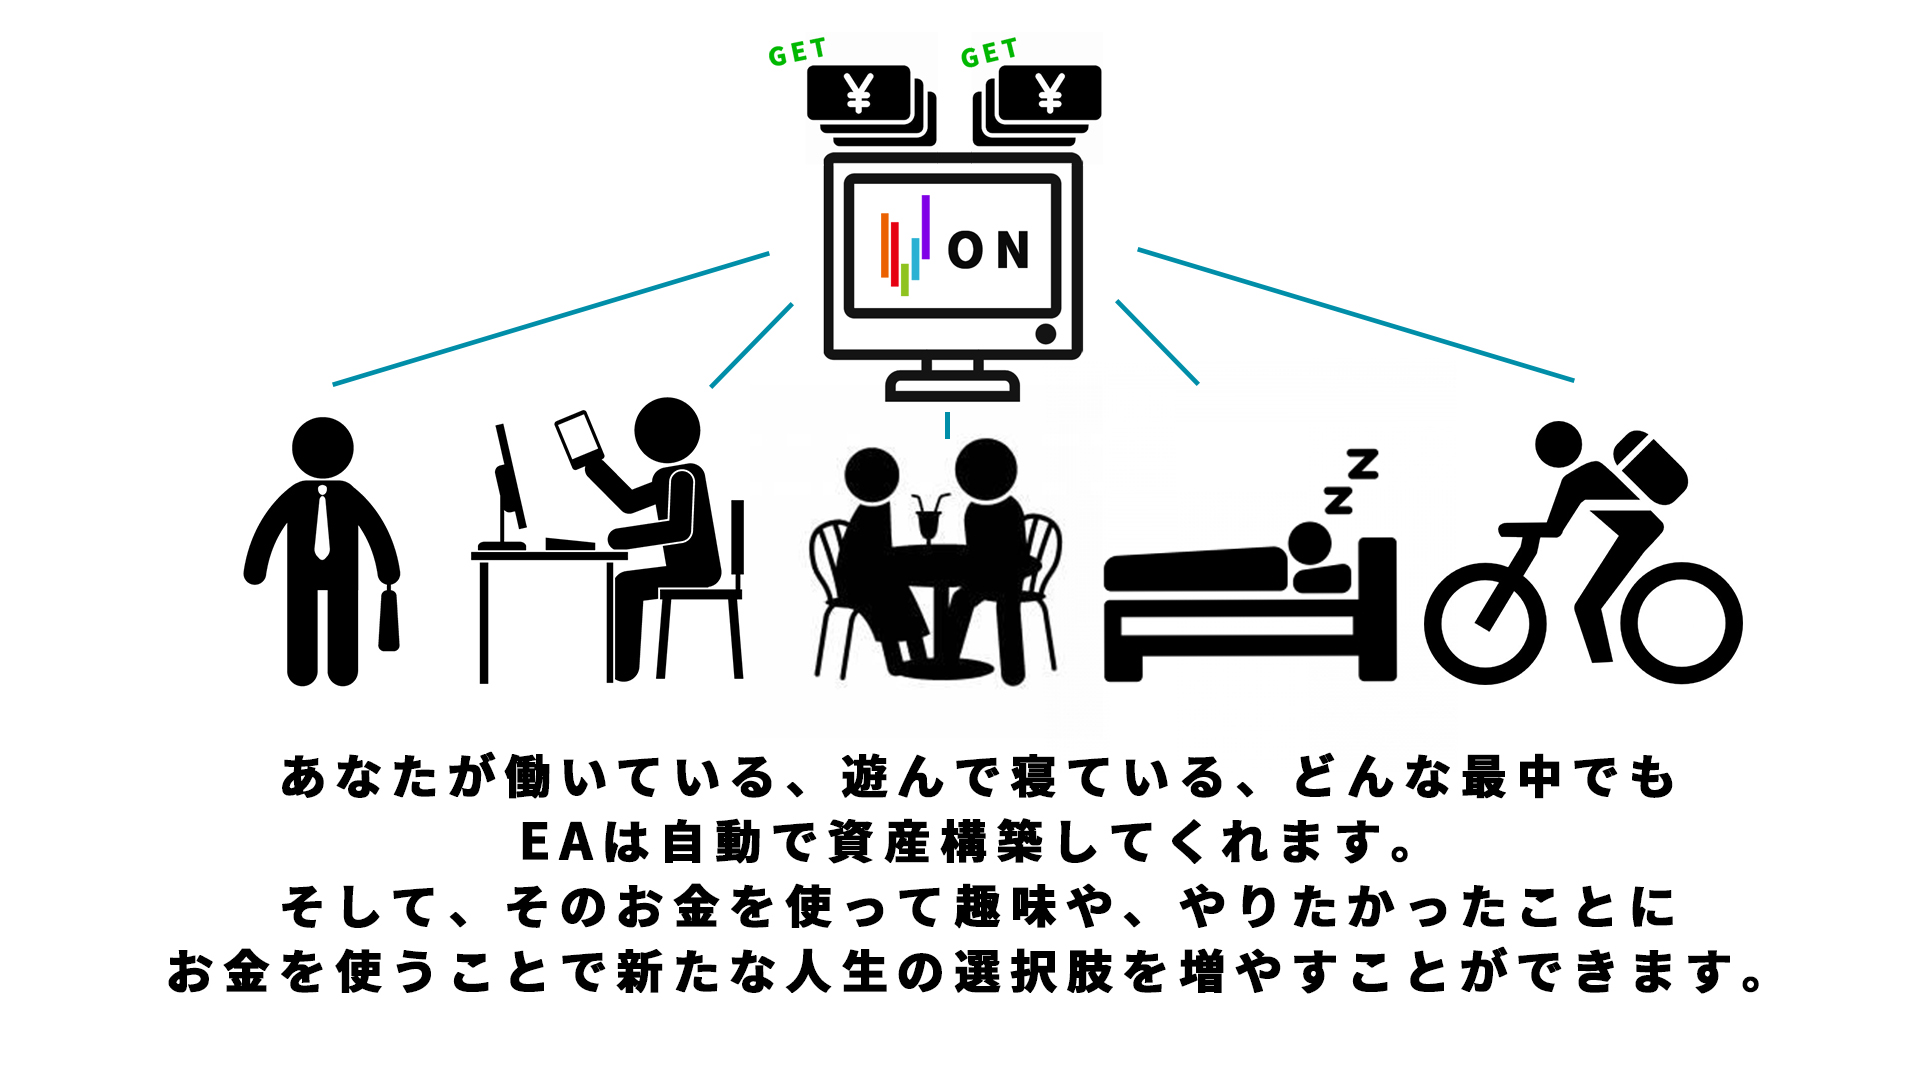 GET GET
¥ ¥
ON
z
z
あなたが働いている、遊んで寝ている、どんな最中でも
EAは自動で資産構築してくれます。
そして、そのお金を使って趣味や、やりたかったことに
お金を使うことで新たな人生の選択肢を増やすことができます。